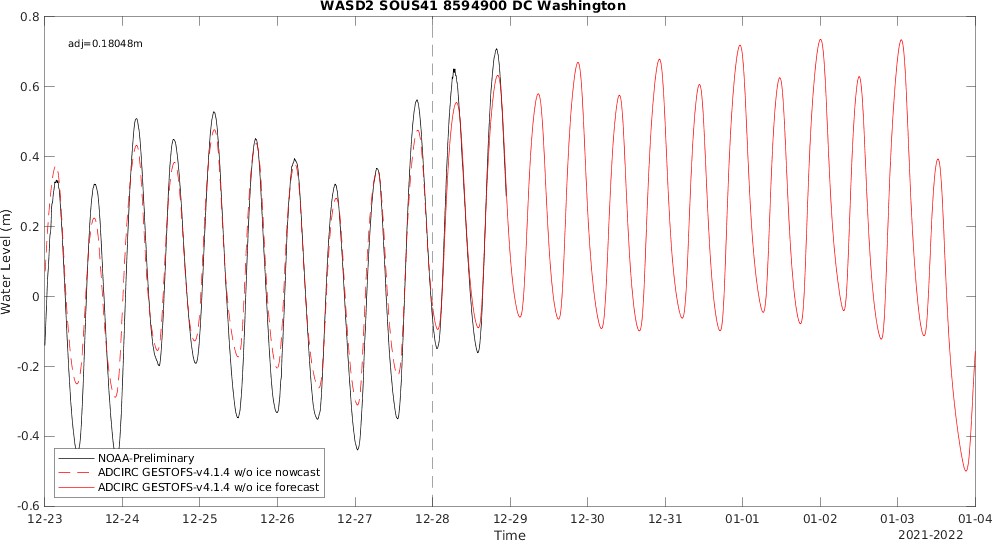 WASD2 SOUS41 8594900 DC Washington
adj=0.18048m
0.8
0.6
0.4
0.2
0
-0.2
-0.4
-0.6
Water Level (m)
NOAA-Preliminary
ADCIRC GESTOFS-v4.1.4 w/o ice nowcast
ADCIRC GESTOFS-v4.1.4 w/o ice forecast
12-23 12-24 12-25 12-26 12-27 12-28 12-29 12-30 12-31 01-01 01-02 01-03 01-04
Time
2021-2022